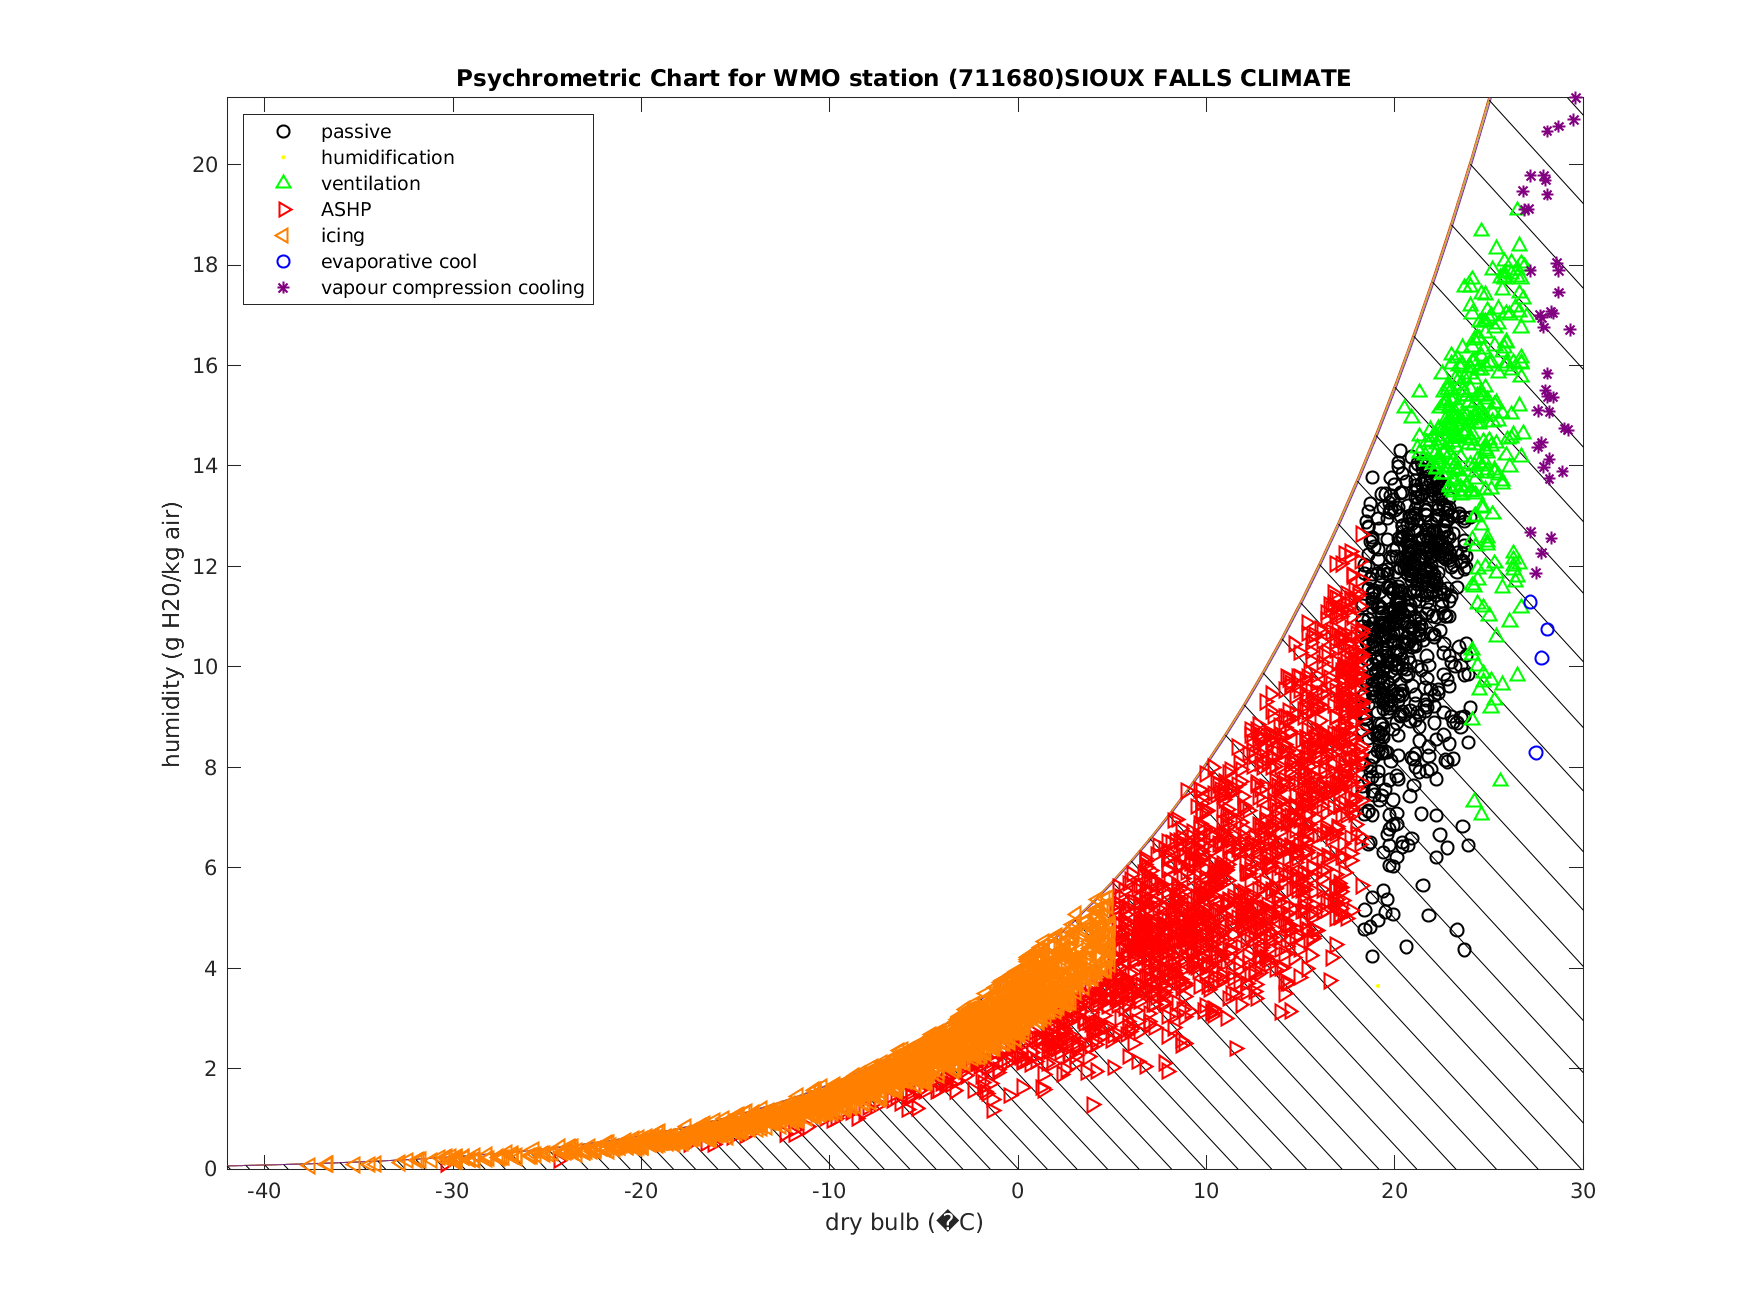 Psychrometric Chart for WMO station (711680)SIOUX FALLS CLIMATE
passive
humidification
ventilation
ASHP
icing
evaporative cool
vapour compression cooling
humidity (g H20/kg air)
20
18
16
14
12
10
8
6
4
2
0
-40 -30 -20 -10 0 10 20 30
dry bulb (�C)